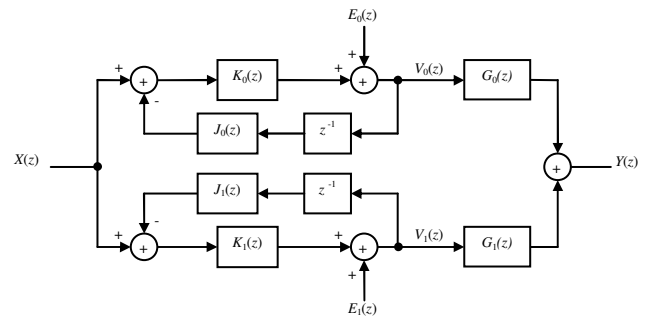 E0(z)
+ + K0(z) + + V0(z) G0(z)
-
J0(z) z -1
X(z) + Y(z)
J1(z) z -1
-
+ + K1(z) + + V1(z) G1(z)
+
E1(z)